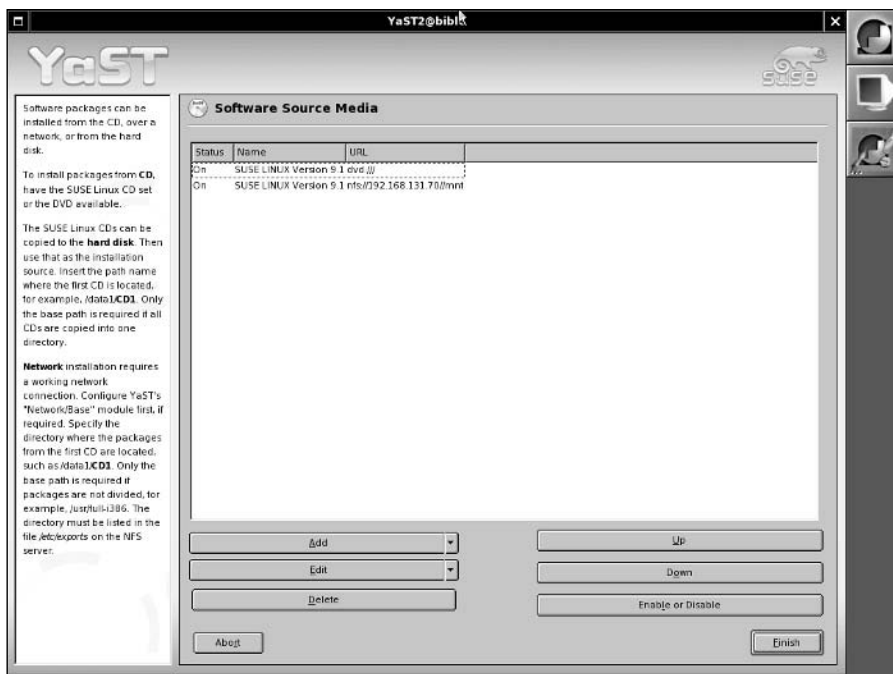 YaST2@biblo
YaST
SUSE
Software packages can be
installed from the CD, over a
network, or from the hard
disk.
To install packages from CD,
have the SUSE Linux CD set
or the DVD available.
The SUSE Linux CDs can be
copied to the hard disk. Then
use that as the installation
source. Insert the path name
where the first CD is located,
for example, /data1/CD1. Only
the base path is required if all
CDs are copied into one
directory.
Network installation requires
a working network
connection. Configure YaST's
"Network/Base" module first, if
required. Specify the
directory where the packages
from the first CD are located,
such as /data1/CD1. Only the
base path is required if
packages are not divided, for
example, /usr/full-i386. The
directory must be listed in the
file /etc/exports on the NFS
server.
Software Source Media
Status Name URL
On SUSE LINUX Version 9.1 dvd:///
On SUSE LINUX Version 9.1 nfs://192.168.131.70//mnt
Add
Up
Edit
Down
Delete
Enable or Disable
Abort
Finish